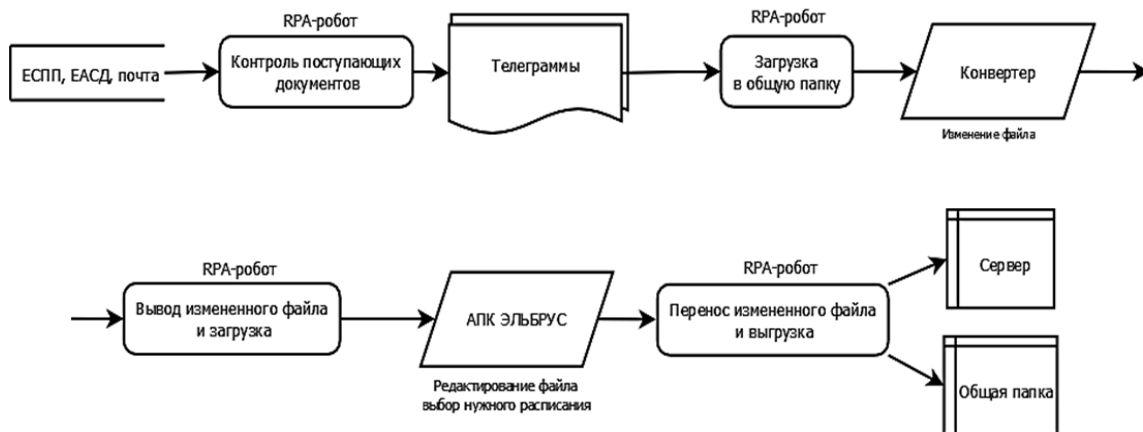 RPA-робот
RPA-робот
ЕСПП, ЕАСД, почта
Контроль поступающих
документов
Телеграммы
Загрузка
в общую папку
Конвертер
Изменение файла
RPA-робот
RPA-робот
Вывод измененного файла
и загрузка
АПК ЭЛЬБРУС
Перенос измененного файла
и выгрузка
Сервер
Редактирование файла
выбор нужного расписания
Общая папка